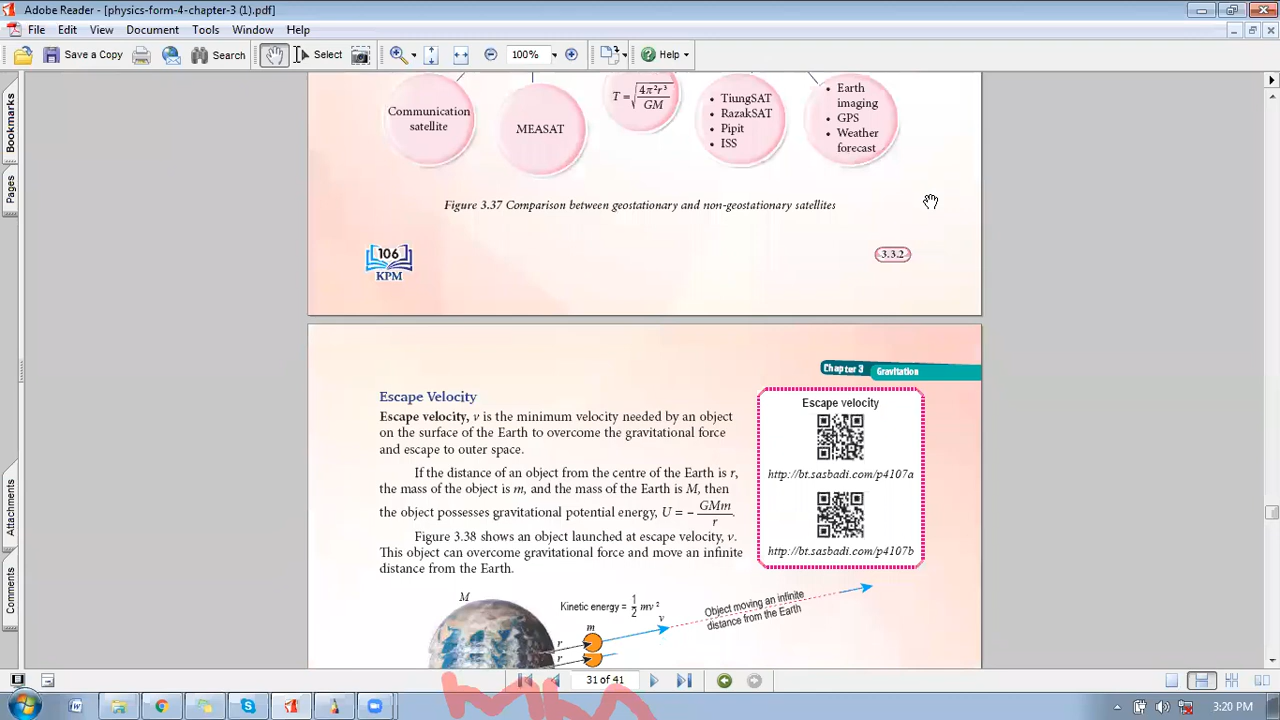 Adobe Reader - [physics-form-4-chapter-3 (1).pdf]
File Edit View Document Tools Window Help
Save a Copy Search Select 100% Help
Bookmarks
Pages
Attachments
Comments
Communication
satellite
MEASAT
T = √(4π²r³/GM)
• TiungSAT
• RazakSAT
• Pipit
• ISS
• Earth
imaging
• GPS
• Weather
forecast
Figure 3.37 Comparison between geostationary and non-geostationary satellites
106
KPM
3.3.2
Chapter 3 Gravitation
Escape Velocity
Escape velocity, v is the minimum velocity needed by an object
on the surface of the Earth to overcome the gravitational force
and escape to outer space.
If the distance of an object from the centre of the Earth is r,
the mass of the object is m, and the mass of the Earth is M, then
the object possesses gravitational potential energy, U = – GMm/r.
Figure 3.38 shows an object launched at escape velocity, v.
This object can overcome gravitational force and move an infinite
distance from the Earth.
Escape velocity
http://bt.sasbadi.com/p4107a
http://bt.sasbadi.com/p4107b
M
Kinetic energy = 1/2 mv²
m
v
r
r
Object moving an infinite
distance from the Earth
31 of 41
3:20 PM